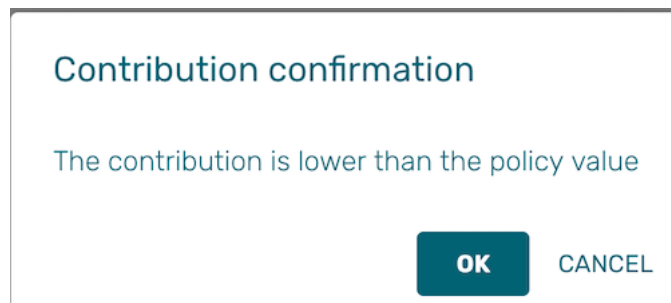 Contribution confirmation
The contribution is lower than the policy value
OK CANCEL